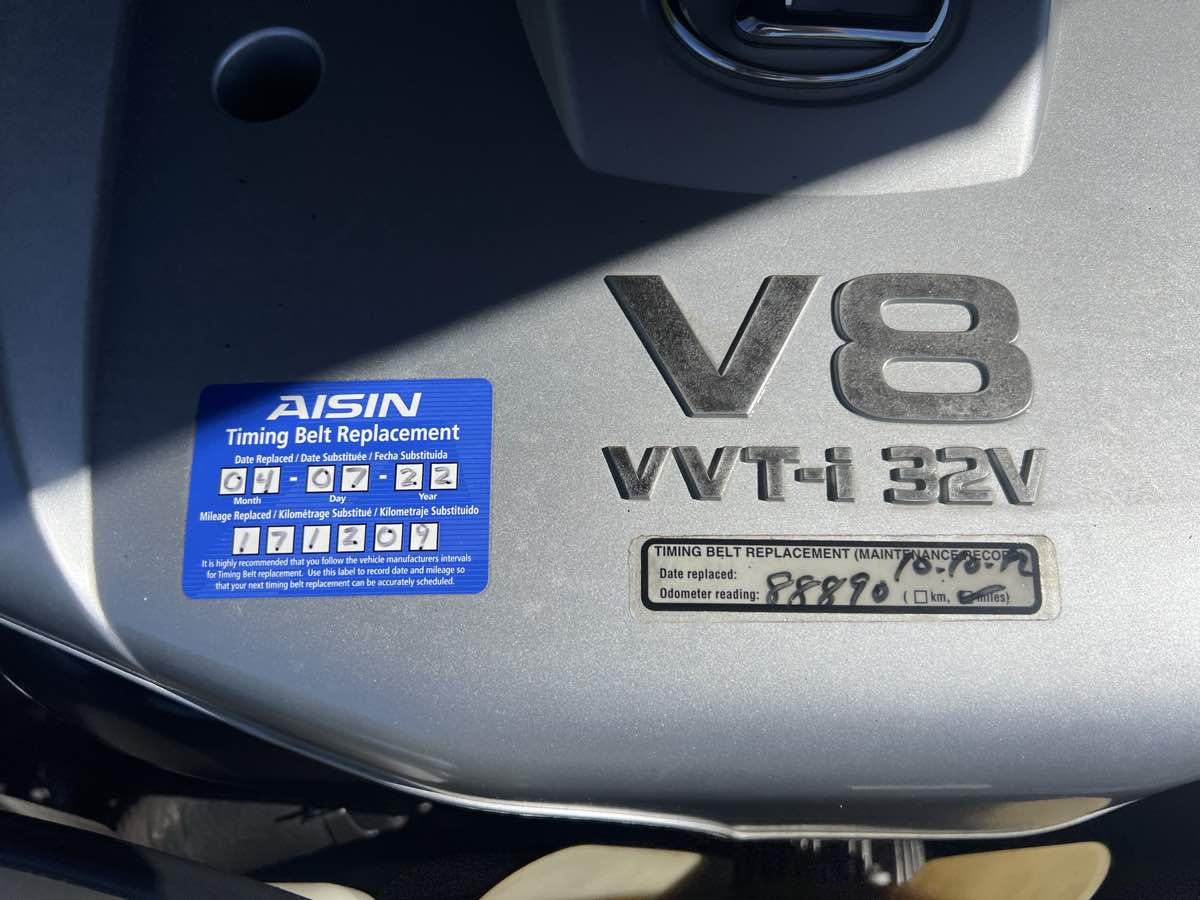 V8
VVT-i 32V
AISIN
Timing Belt Replacement
Date Replaced / Date Substituée / Fecha Substituida
04 - 07 - 22
Month Day Year
Mileage Replaced / Kilométrage Substitué / Kilometraje Substituido
171309
It is highly recommended that you follow the vehicle manufacturers intervals
for Timing Belt replacement. Use this label to record date and mileage so
that your next timing belt replacement can be accurately scheduled.
TIMING BELT REPLACEMENT (MAINTENANCE RECORD)
Date replaced: 10-10-12
Odometer reading: 88890 ( km, miles)